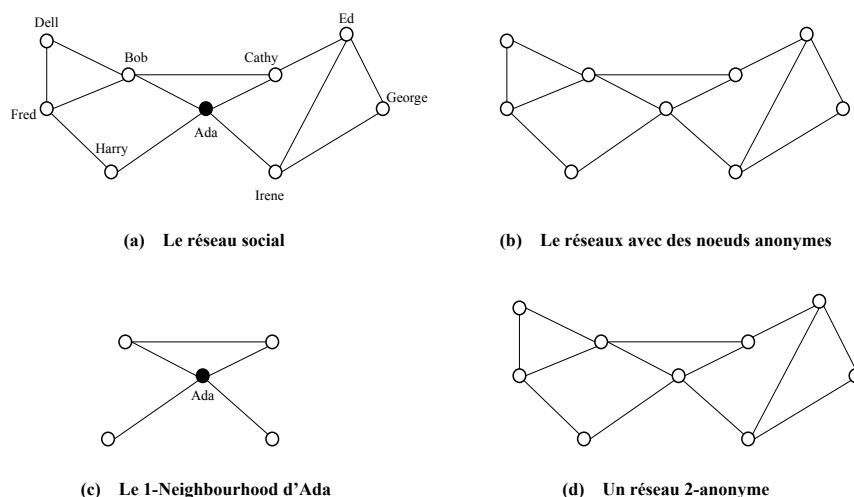 Ed
Dell
Bob
Cathy
George
Fred
Ada
Harry
Irene
(a) Le réseau social
(b) Le réseaux avec des noeuds anonymes
Ada
(c) Le 1-Neighbourhood d'Ada
(d) Un réseau 2-anonyme